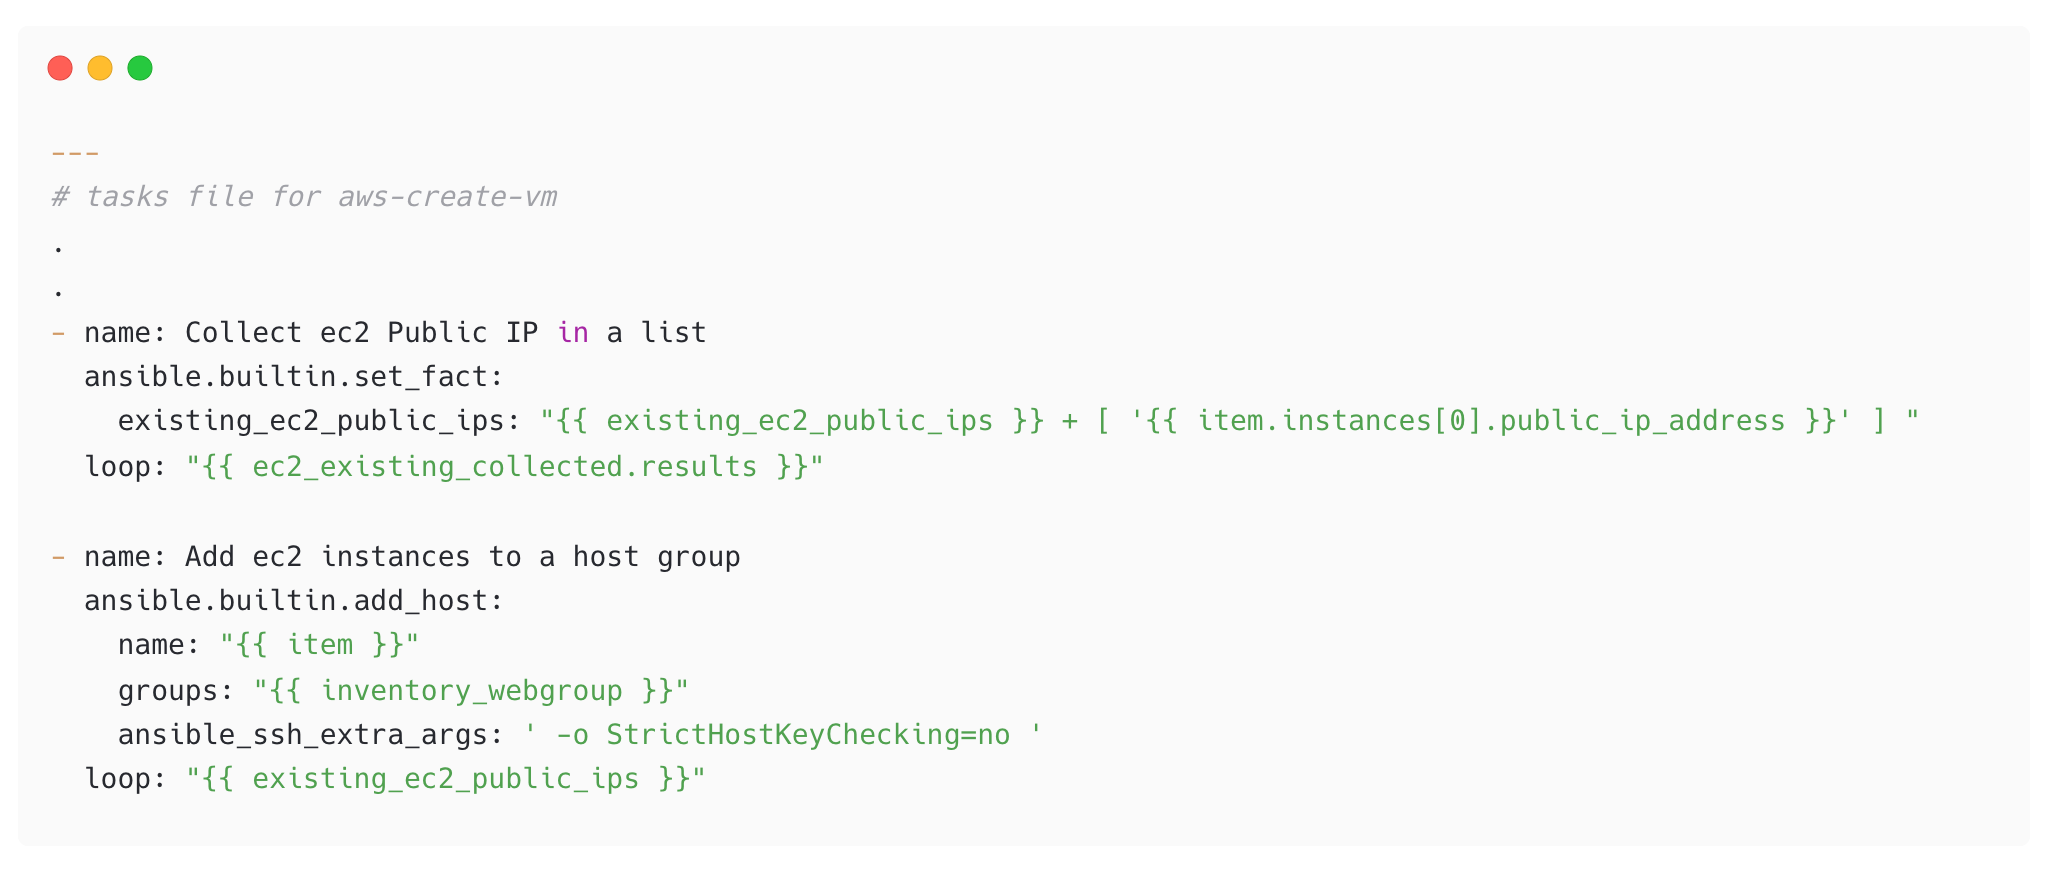 ---
# tasks file for aws-create-vm
.
.
- name: Collect ec2 Public IP in a list
  ansible.builtin.set_fact:
    existing_ec2_public_ips: "{{ existing_ec2_public_ips }} + [ '{{ item.instances[0].public_ip_address }}' ] "
  loop: "{{ ec2_existing_collected.results }}"

- name: Add ec2 instances to a host group
  ansible.builtin.add_host:
    name: "{{ item }}"
    groups: "{{ inventory_webgroup }}"
    ansible_ssh_extra_args: ' -o StrictHostKeyChecking=no '
  loop: "{{ existing_ec2_public_ips }}"